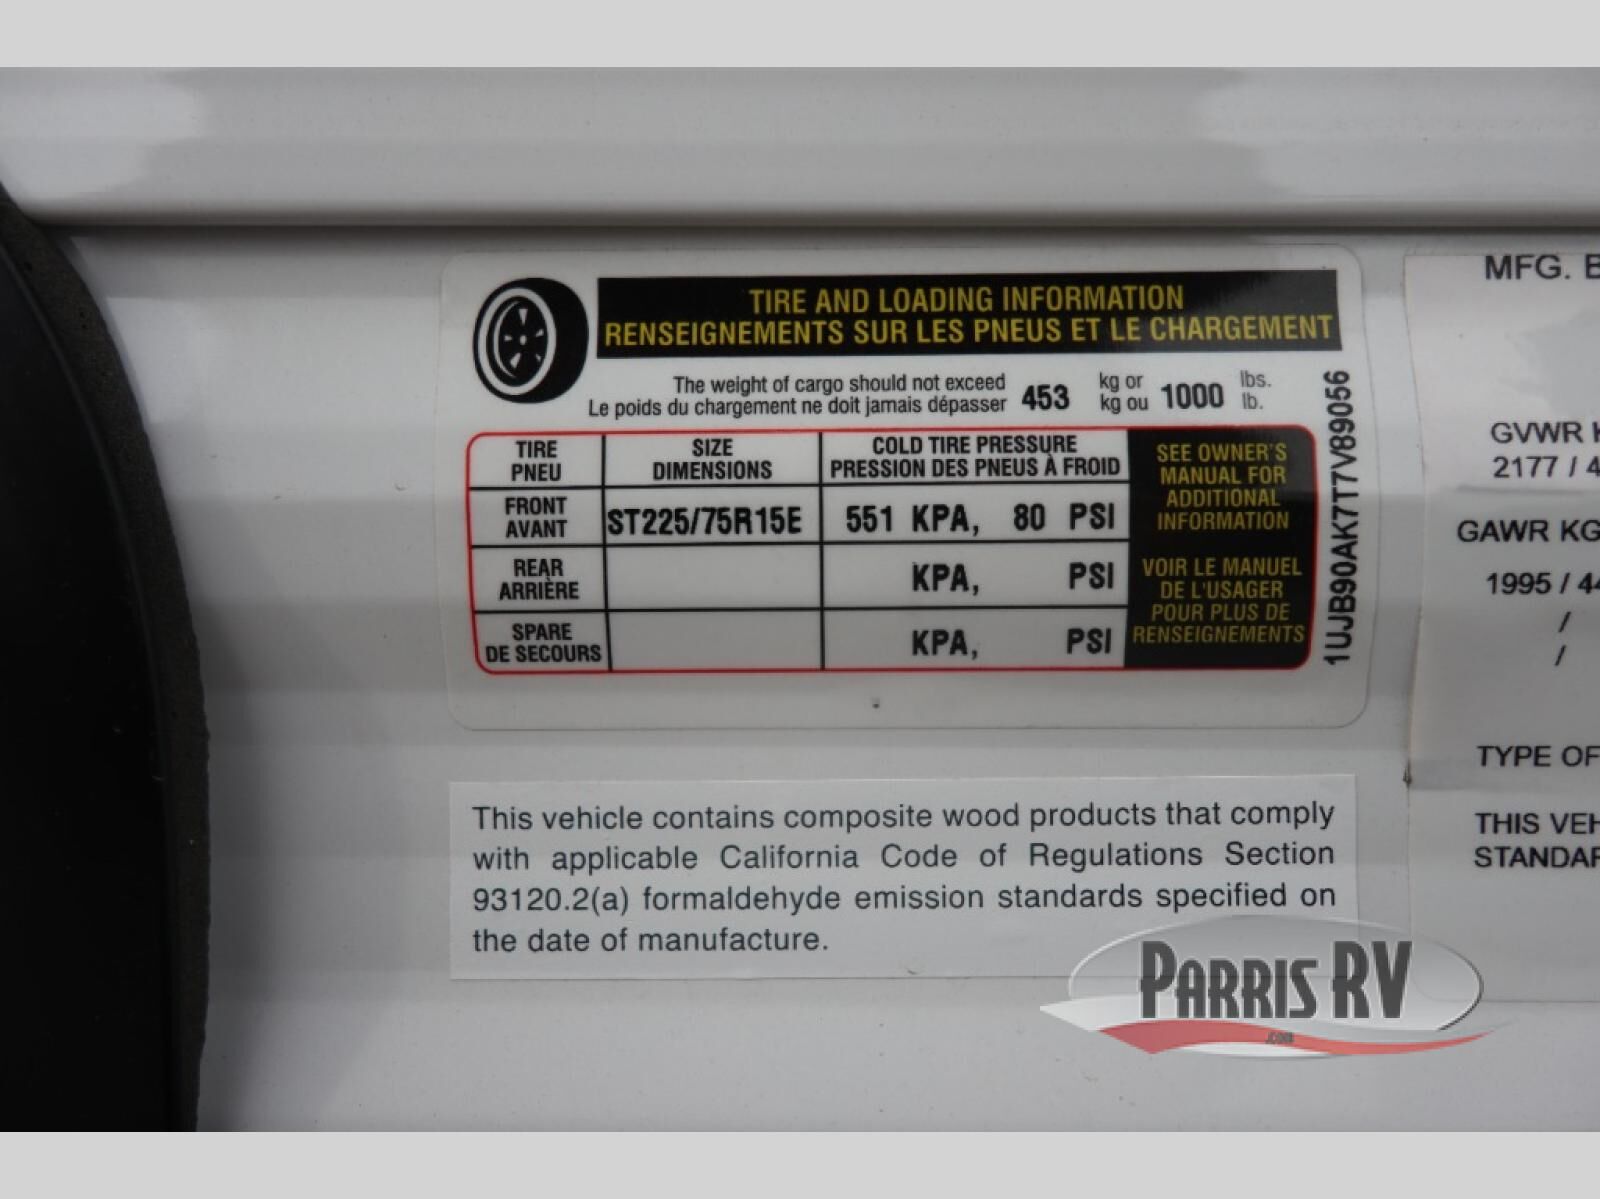 TIRE AND LOADING INFORMATION
RENSEIGNEMENTS SUR LES PNEUS ET LE CHARGEMENT
The weight of cargo should not exceed 453 kg or 1000 lbs.
Le poids du chargement ne doit jamais dépasser kg ou lb.
TIRE SIZE COLD TIRE PRESSURE
PNEU DIMENSIONS PRESSION DES PNEUS À FROID
FRONT
AVANT ST225/75R15E 551 KPA, 80 PSI
REAR
ARRIÈRE KPA, PSI
SPARE
DE SECOURS KPA, PSI
SEE OWNER'S
MANUAL FOR
ADDITIONAL
INFORMATION
VOIR LE MANUEL
DE L'USAGER
POUR PLUS DE
RENSEIGNEMENTS
1UJB90AK7T7V89056
This vehicle contains composite wood products that comply
with applicable California Code of Regulations Section
93120.2(a) formaldehyde emission standards specified on
the date of manufacture.
MFG. B
GVWR K
2177 / 4
GAWR KG
1995 / 44
/
/
TYPE OF
THIS VEH
STANDAR
PARRIS RV
.COM